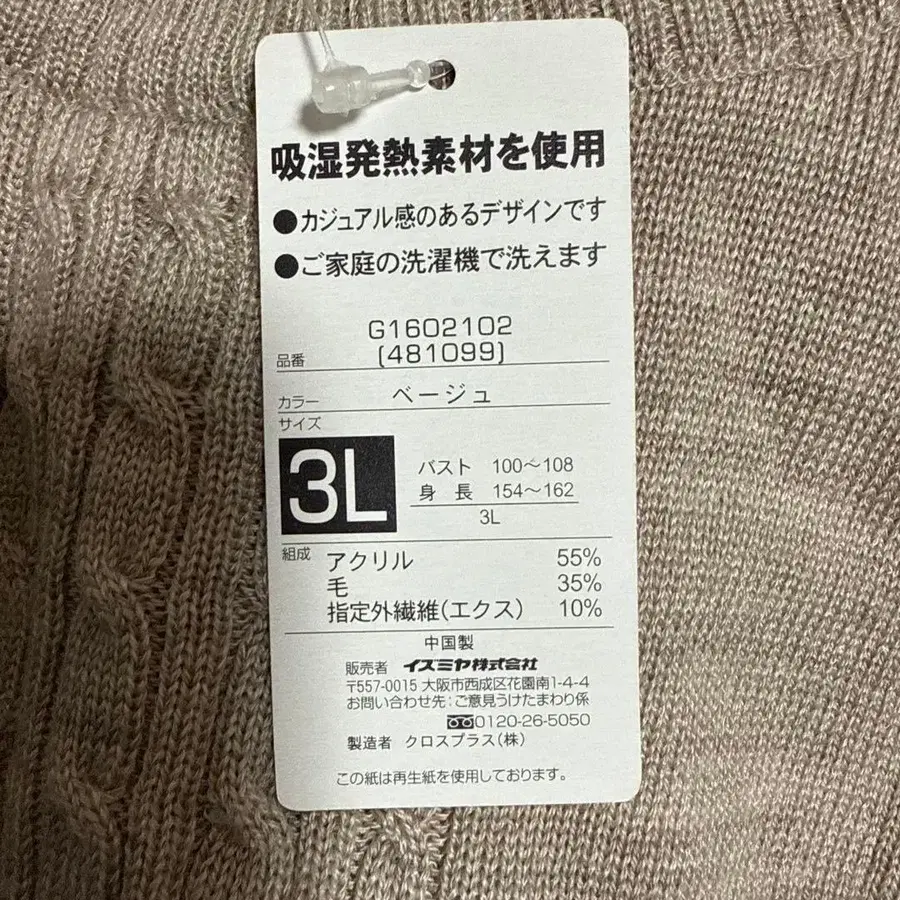 吸湿発熱素材を使用
●カジュアル感のあるデザインです
●ご家庭の洗濯機で洗えます
G1602102
品番 (481099)
カラー ベージュ
サイズ
3L
バスト 100〜108
身長 154〜162
3L
組成 アクリル 55%
毛 35%
指定外繊維(エクス) 10%
中国製
販売者 イズミヤ株式会社
〒557-0015 大阪市西成区花園南1-4-4
お問い合わせ先:ご意見うけたまわり係
0120-26-5050
製造者 クロスプラス(株)
この紙は再生紙を使用しております。